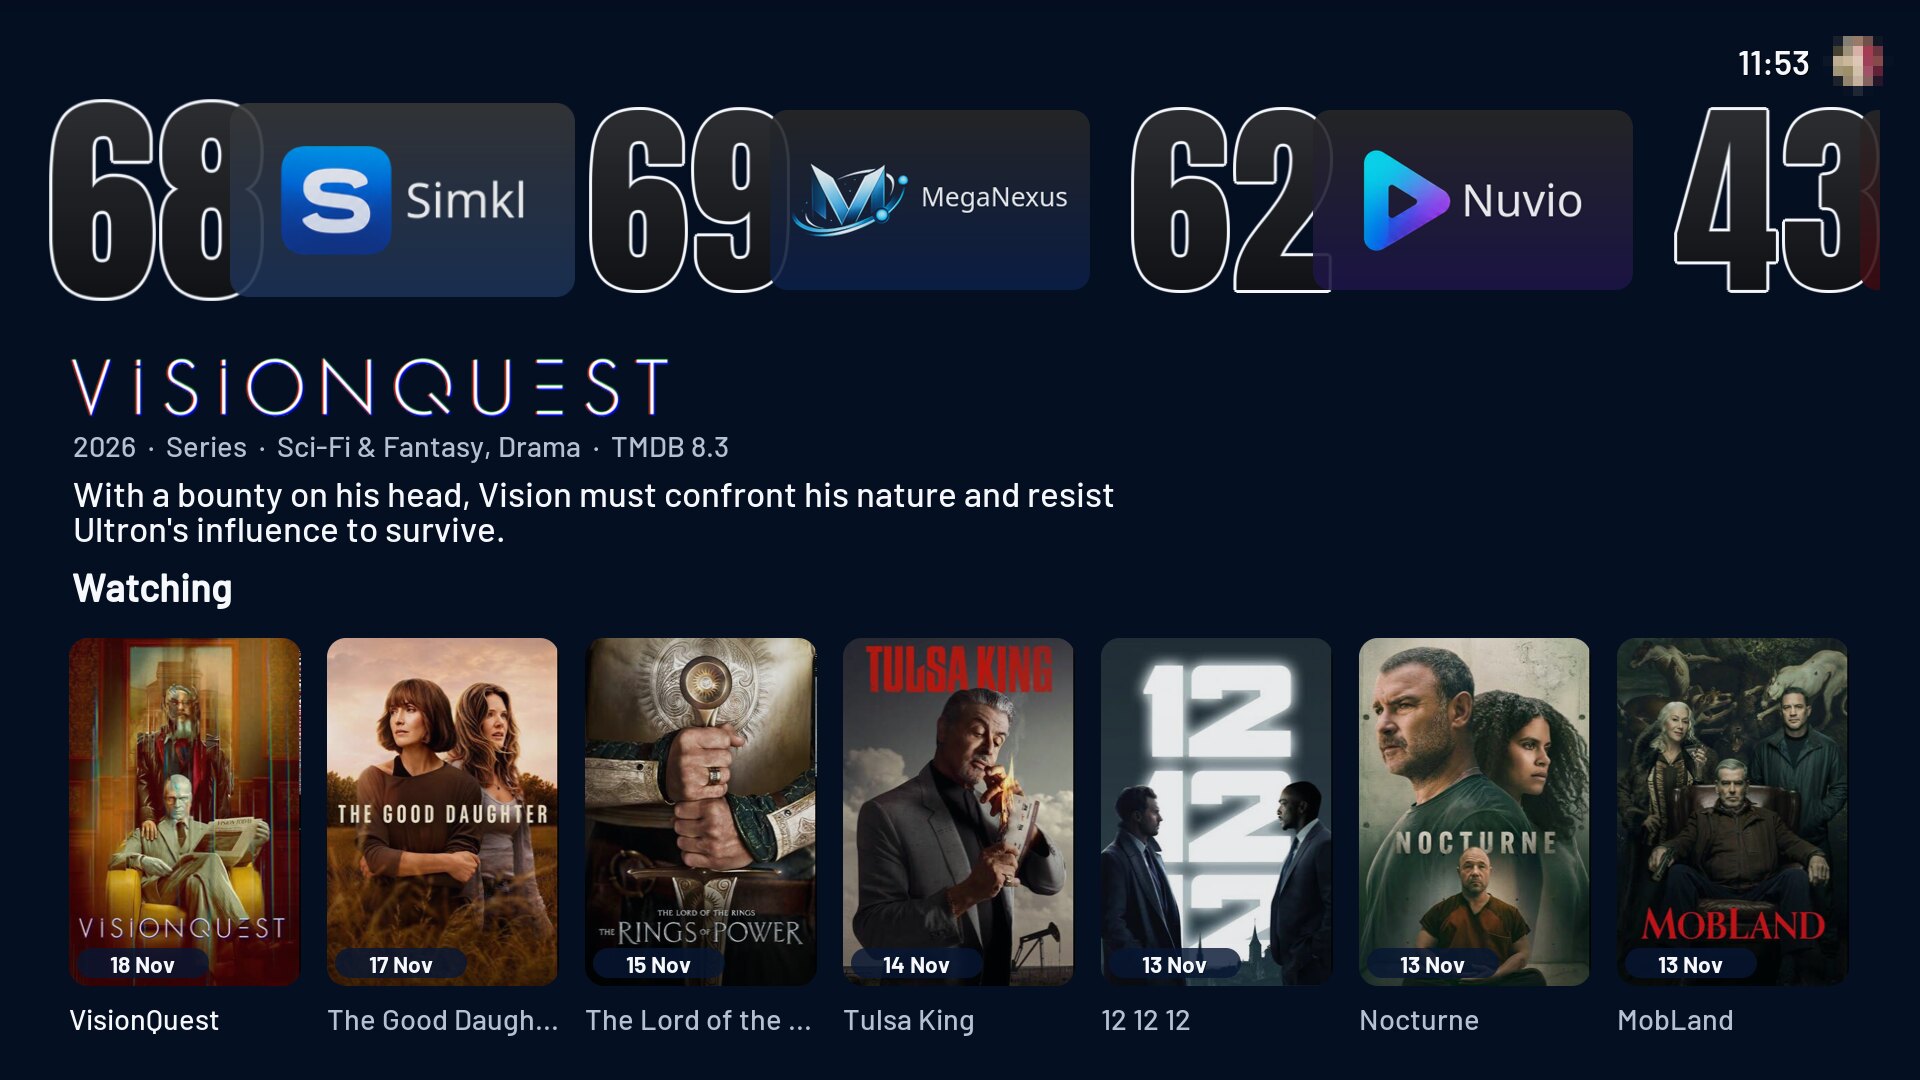 11:53
68
S Simkl
69
MegaNexus
62
Nuvio
43
VISIONQUEST
2026 · Series · Sci-Fi & Fantasy, Drama · TMDB 8.3
With a bounty on his head, Vision must confront his nature and resist
Ultron's influence to survive.
Watching
VISIONQUEST
18 Nov
VisionQuest
THE GOOD DAUGHTER
17 Nov
The Good Daugh...
THE LORD OF THE RINGS
THE RINGS OF POWER
15 Nov
The Lord of the ...
TULSA KING
14 Nov
Tulsa King
12
12
12
13 Nov
12 12 12
NOCTURNE
13 Nov
Nocturne
MOBLAND
13 Nov
MobLand